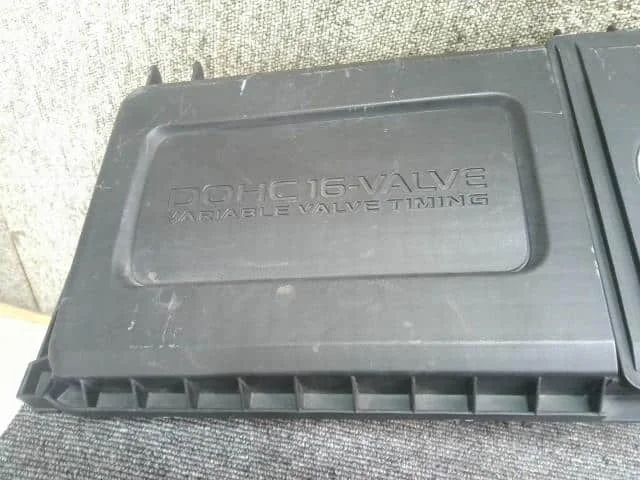 DOHC 16-VALVE
VARIABLE VALVE TIMING